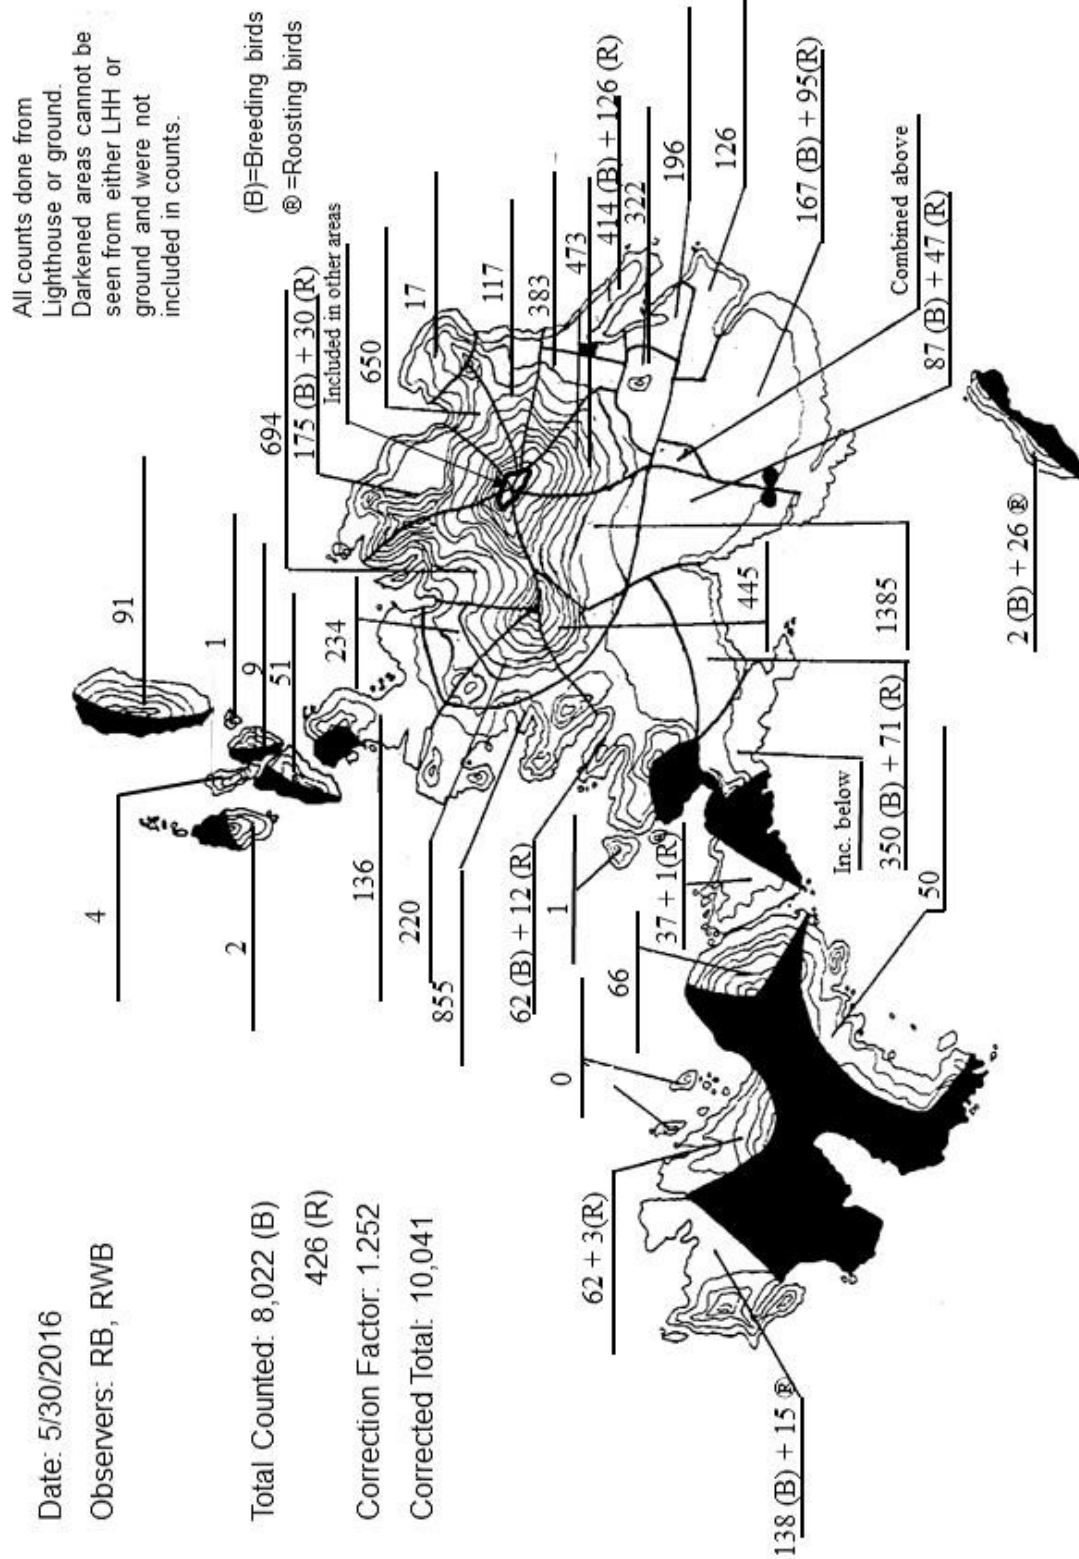 Date: 5/30/2016
Observers: RB, RWB
Total Counted: 8,022 (B)
426 (R)
Correction Factor: 1.252
Corrected Total: 10,041
All counts done from
Lighthouse or ground.
Darkened areas cannot be
seen from either LHH or
ground and were not
included in counts.
(B)=Breeding birds
® =Roosting birds
4
91
1
9
51
2
234
136
694
175 (B) + 30 (R)
Included in other areas
650
17
220
855
117
62 (B) + 12 (R)
383
1
473
0
414 (B) + 126 (R)
66
322
62 + 3(R)
37 + 1(R)
196
126
445
138 (B) + 15 ®
167 (B) + 95(R)
Inc. below
350 (B) + 71 (R)
1385
Combined above
50
87 (B) + 47 (R)
2 (B) + 26 ®